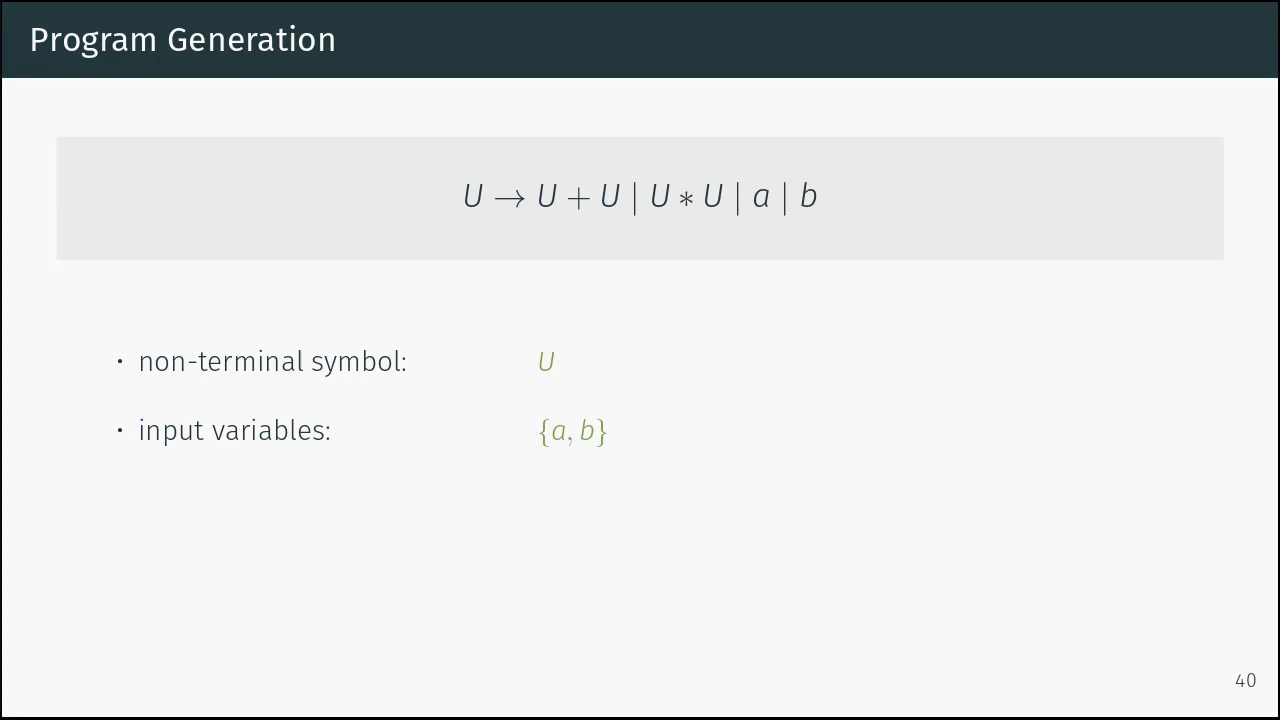 Program Generation
U → U + U | U ∗ U | a | b
• non-terminal symbol: U
• input variables: {a, b}
40